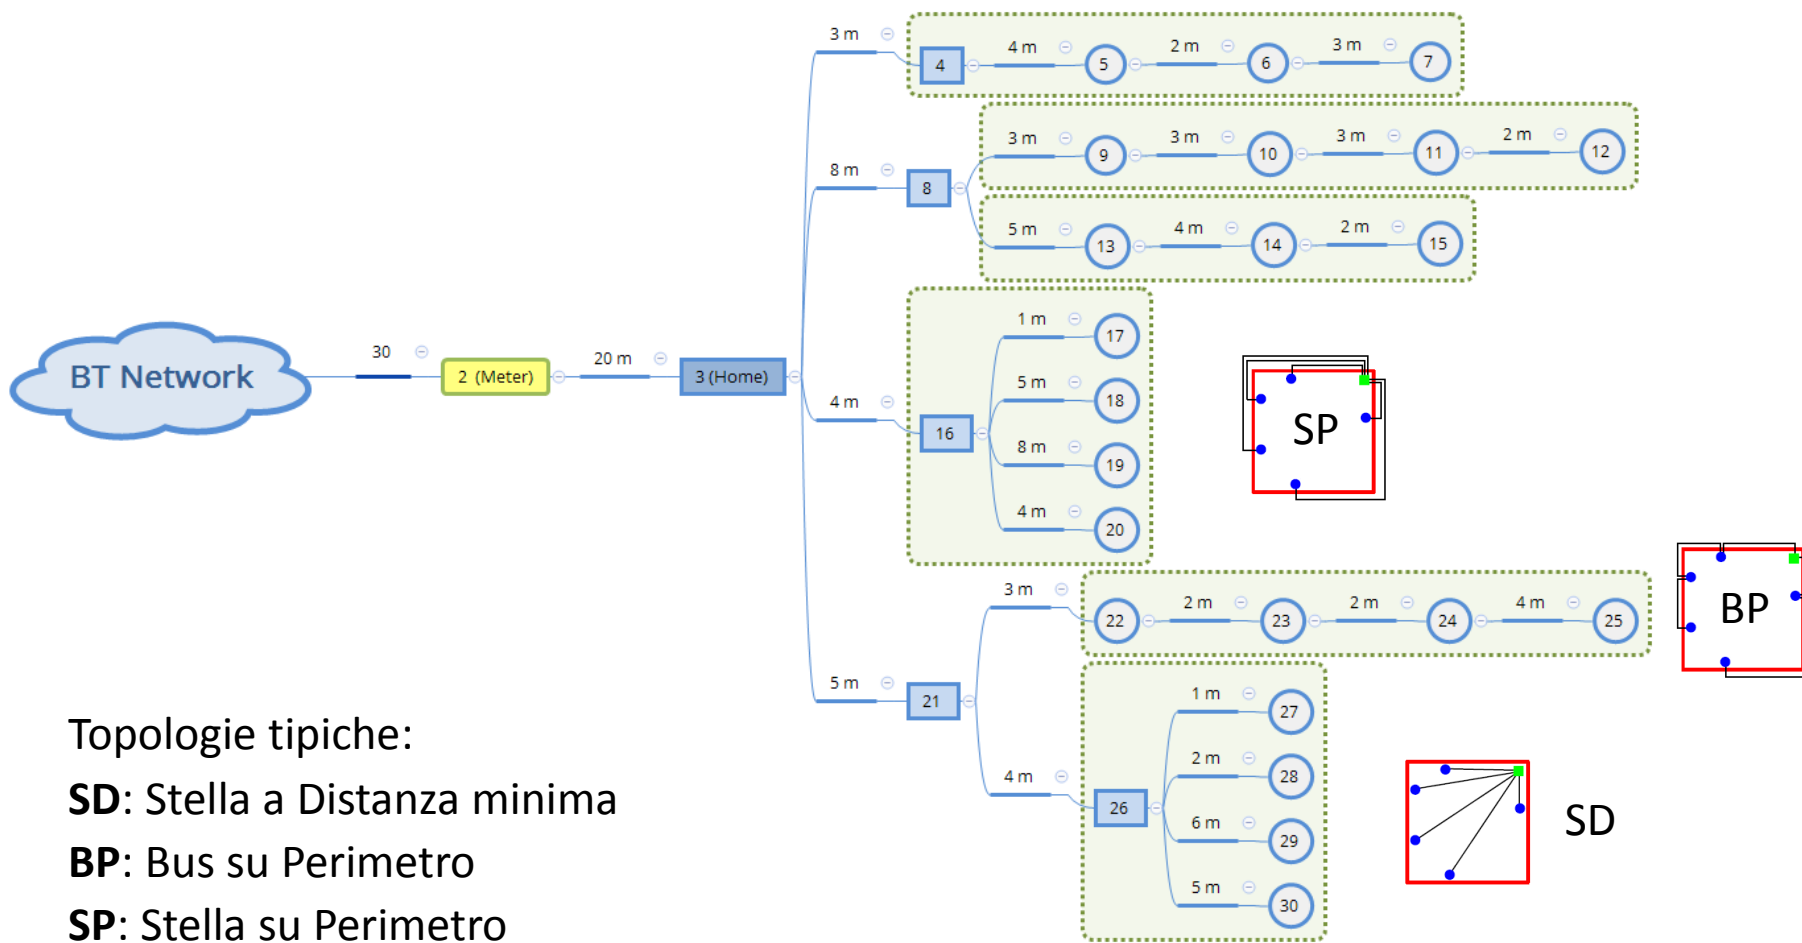 3 m
4
4 m
5
2 m
6
3 m
7
8 m
8
3 m
9
3 m
10
3 m
11
2 m
12
5 m
13
4 m
14
2 m
15
BT Network
30
2 (Meter)
20 m
3 (Home)
4 m
16
1 m
17
5 m
18
8 m
19
4 m
20
SP
5 m
21
3 m
22
2 m
23
2 m
24
4 m
25
BP
4 m
26
1 m
27
2 m
28
6 m
29
5 m
30
SD
Topologie tipiche:
SD: Stella a Distanza minima
BP: Bus su Perimetro
SP: Stella su Perimetro